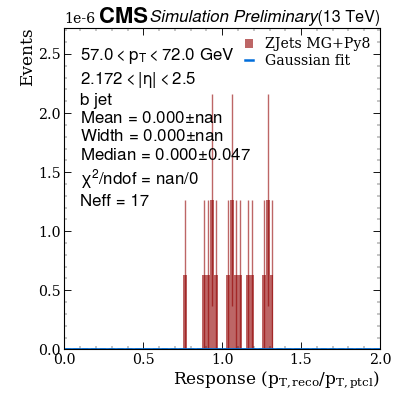 1e-6 CMS Simulation Preliminary (13 TeV)
Events
57.0 < pT < 72.0 GeV
2.172 < |η| < 2.5
b jet
Mean = 0.000±nan
Width = 0.000±nan
Median = 0.000±0.047
χ²/ndof = nan/0
Neff = 17
ZJets MG+Py8
Gaussian fit
2.5
2.0
1.5
1.0
0.5
0.0
0.0 0.5 1.0 1.5 2.0
Response (pT, reco/pT, ptcl)